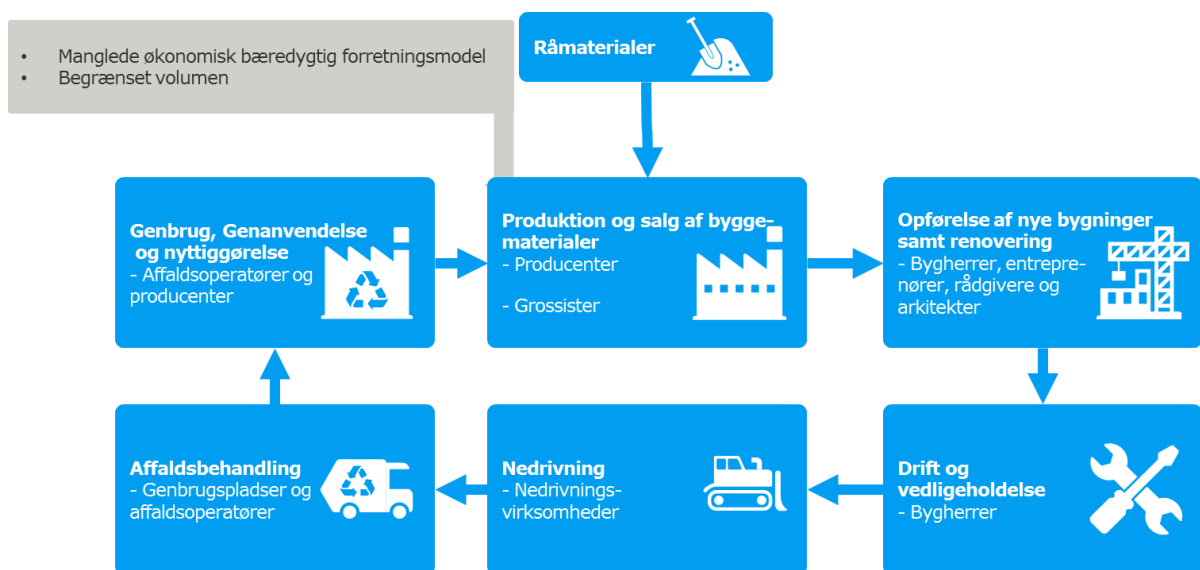 • Manglede økonomisk bæredygtig forretningsmodel
• Begrænset volumen
Råmaterialer
Genbrug, Genanvendelse
og nyttiggørelse
- Affaldsoperatører og
producenter
Produktion og salg af bygge-
materialer
- Producenter
- Grossister
Opførelse af nye bygninger
samt renovering
- Bygherrer, entrepre-
nører, rådgivere og
arkitekter
Affaldsbehandling
- Genbrugspladser og
affaldsoperatører
Nedrivning
- Nedrivnings-
virksomheder
Drift og
vedligeholdelse
- Bygherrer